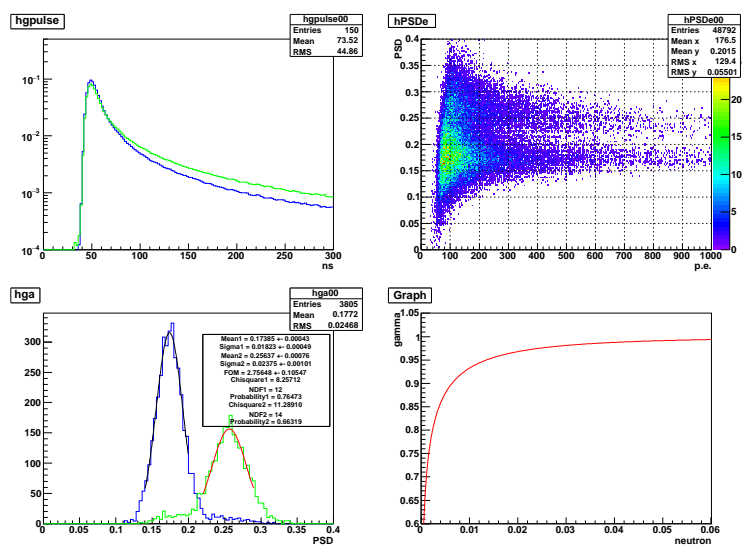 hgpulse
hgpulse00
Entries 150
Mean 73.52
RMS 44.86
10⁻¹
10⁻²
10⁻³
10⁻⁴
0 50 100 150 200 250 300
ns
hPSDe
hPSDe00
Entries 48792
Mean x 176.5
Mean y 0.2015
RMS x 129.4
RMS y 0.05501
PSD
0.4
0.35
0.3
0.25
0.2
0.15
0.1
0.05
0
20
15
10
5
0
0 100 200 300 400 500 600 700 800 900 1000
p.e.
hga
hga00
Entries 3805
Mean 0.1772
RMS 0.02468
Mean1 = 0.17385 +- 0.00043
Sigma1 = 0.01823 +- 0.00049
Mean2 = 0.25637 +- 0.00076
Sigma2 = 0.02375 +- 0.00101
FOM = 2.75648 +- 0.10547
Chisquare1 = 8.25712
NDF1 = 12
Probability1 = 0.76473
Chisquare2 = 11.28910
NDF2 = 14
Probability2 = 0.66319
300
250
200
150
100
50
0
0 0.05 0.1 0.15 0.2 0.25 0.3 0.35 0.4
PSD
Graph
gamma
1.05
1
0.95
0.9
0.85
0.8
0.75
0.7
0.65
0.6
0 0.01 0.02 0.03 0.04 0.05 0.06
neutron